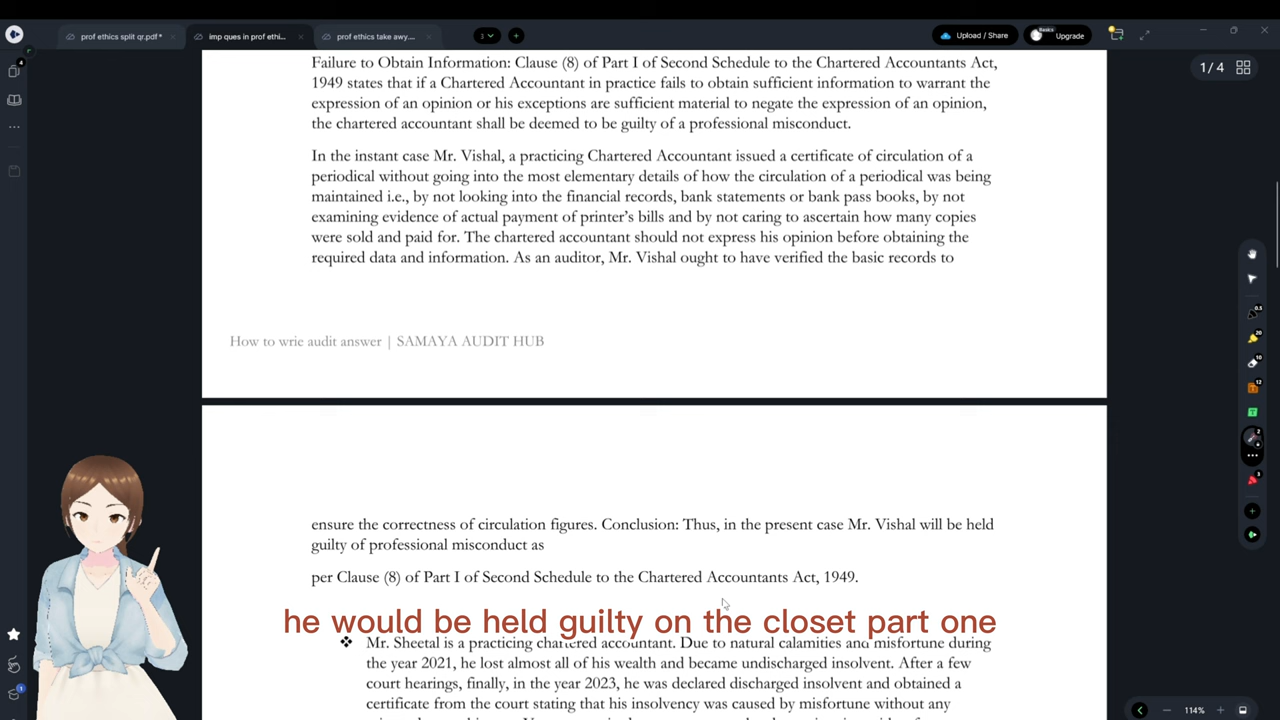 prof ethics split qr.pdf*
imp ques in prof ethi...
prof ethics take awy....
3
Upload / Share
Upgrade
1 / 4
Failure to Obtain Information: Clause (8) of Part I of Second Schedule to the Chartered Accountants Act,
1949 states that if a Chartered Accountant in practice fails to obtain sufficient information to warrant the
expression of an opinion or his exceptions are sufficient material to negate the expression of an opinion,
the chartered accountant shall be deemed to be guilty of a professional misconduct.
In the instant case Mr. Vishal, a practicing Chartered Accountant issued a certificate of circulation of a
periodical without going into the most elementary details of how the circulation of a periodical was being
maintained i.e., by not looking into the financial records, bank statements or bank pass books, by not
examining evidence of actual payment of printer's bills and by not caring to ascertain how many copies
were sold and paid for. The chartered accountant should not express his opinion before obtaining the
required data and information. As an auditor, Mr. Vishal ought to have verified the basic records to
How to wrie audit answer | SAMAYA AUDIT HUB
ensure the correctness of circulation figures. Conclusion: Thus, in the present case Mr. Vishal will be held
guilty of professional misconduct as
per Clause (8) of Part I of Second Schedule to the Chartered Accountants Act, 1949.
he would be held guilty on the closet part one
❖ Mr. Sheetal is a practicing chartered accountant. Due to natural calamities and misfortune during
the year 2021, he lost almost all of his wealth and became undischarged insolvent. After a few
court hearings, finally, in the year 2023, he was declared discharged insolvent and obtained a
certificate from the court stating that his insolvency was caused by misfortune without any
114%